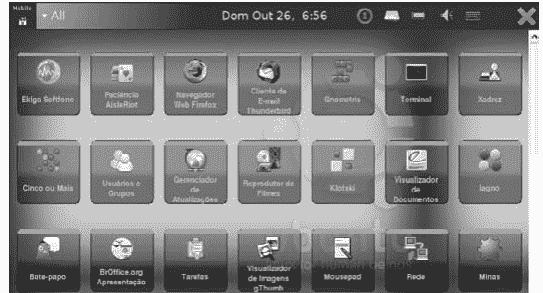 Mobile
All
Dom Out 26, 6:56
Ekiga Softfone
Paciência
AisleRiot
Navegador
Web Firefox
Cliente de
E-mail
Thunderbird
Gnometris
Terminal
Xadrez
Cinco ou Mais
Usuários e
Grupos
Gerenciador
de
Atualizações
Reprodutor de
Filmes
Klotski
Visualizador
de
Documentos
Iagno
Bate-papo
BrOffice.org
Apresentação
Tarefas
Visualizador
de Imagens
gThumb
Mousepad
Rede
Minas